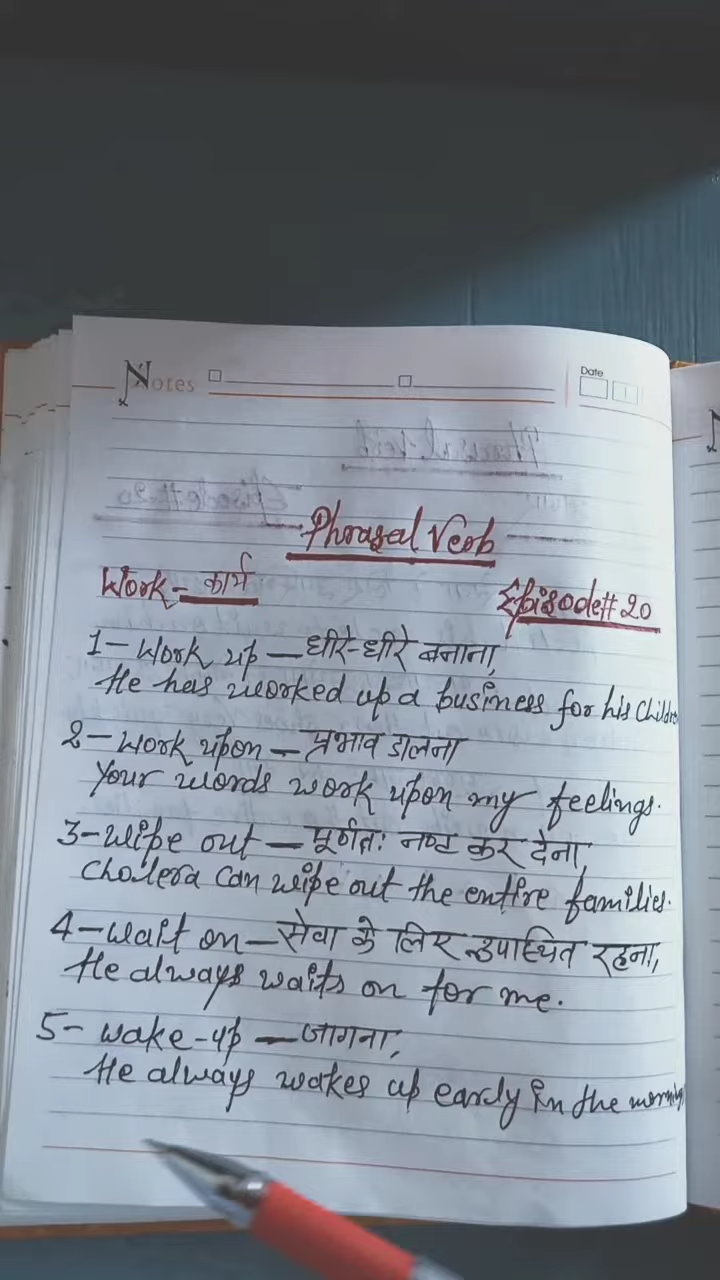 Notes
Date
Phrasal Verb
Work - कार्य
Episode # 20
1- Work up — धीरे-धीरे बनाना,
He has worked up a business for his Childre
2- work upon - प्रभाव डालना
Your words work upon my feelings.
3- wipe out — पूर्णतः नष्ट कर देना,
Cholera can wipe out the entire families.
4- wait on - सेवा के लिए उपास्थित रहना,
He always waits on for me.
5- wake-up — जागना,
He always wakes up early in the morning